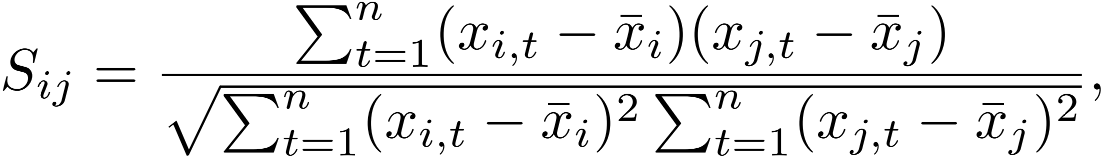 S_{ij} = \frac{\sum_{t=1}^{n}(x_{i,t} - \bar{x}_i)(x_{j,t} - \bar{x}_j)}{\sqrt{\sum_{t=1}^{n}(x_{i,t} - \bar{x}_i)^2 \sum_{t=1}^{n}(x_{j,t} - \bar{x}_j)^2}},